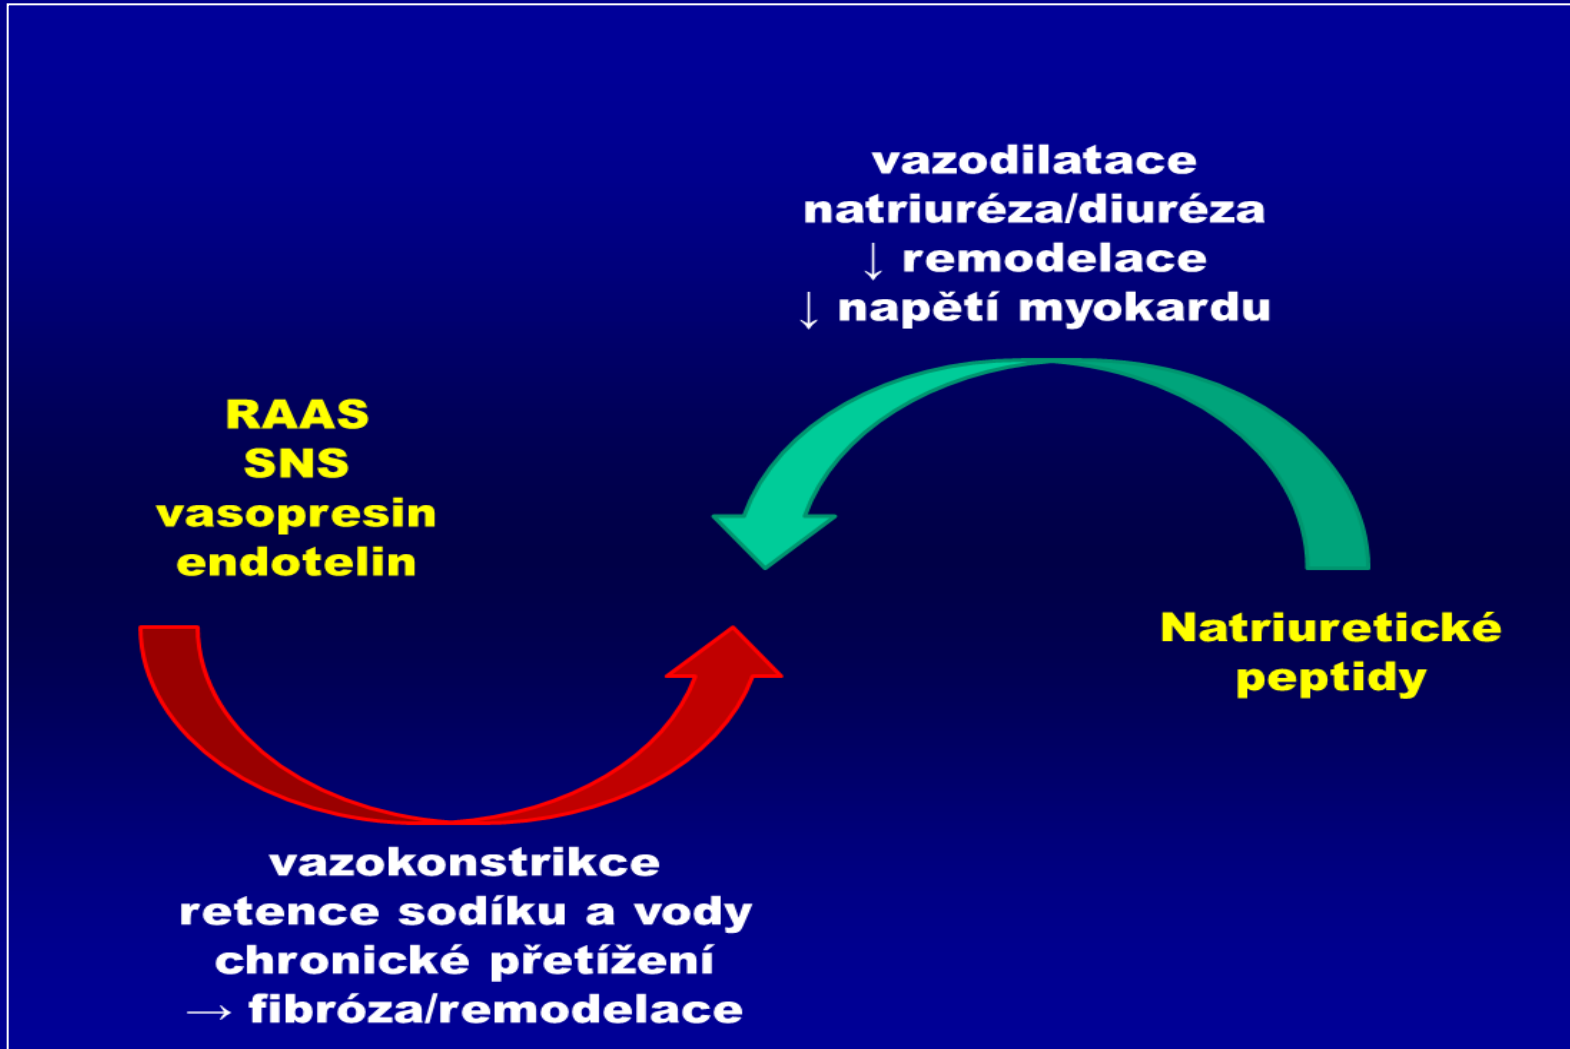 vazodilatace
natriuréza/diuréza
↓ remodelace
↓ napětí myokardu
RAAS
SNS
vasopresin
endotelin
Natriuretické
peptidy
vazokonstrikce
retence sodíku a vody
chronické přetížení
→ fibróza/remodelace